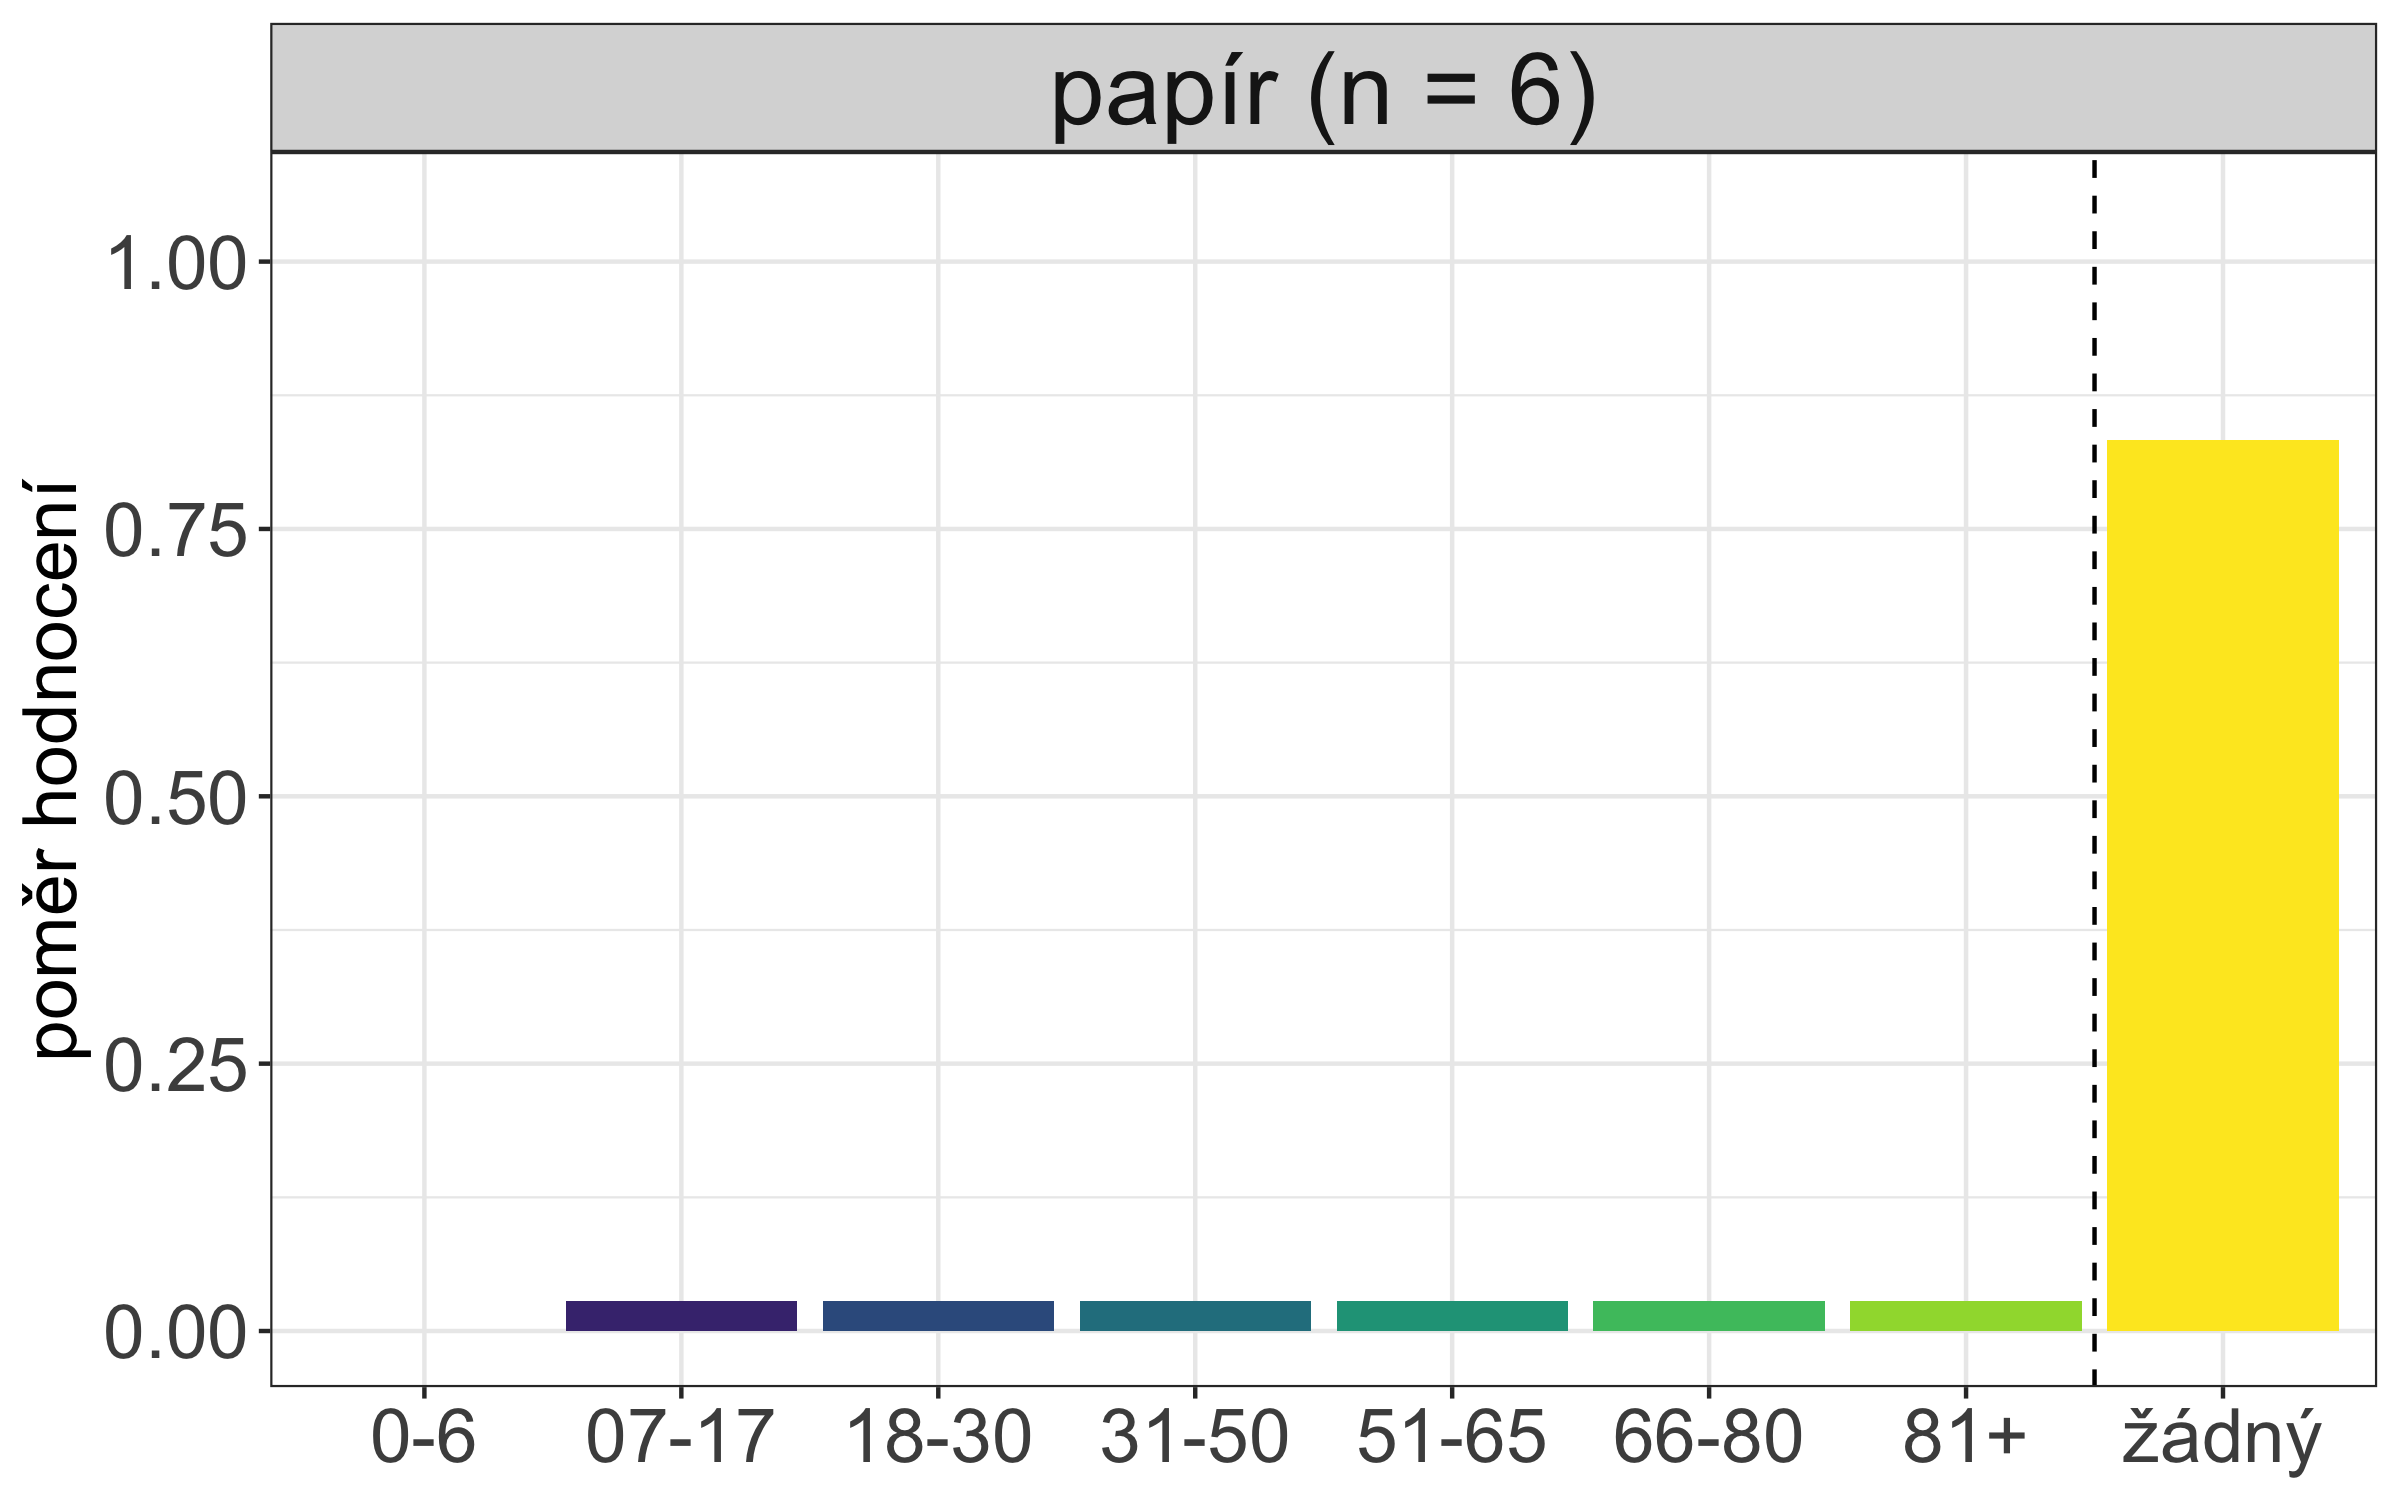 papír (n = 6)
poměr hodnocení
1.00
0.75
0.50
0.25
0.00
0-6 07-17 18-30 31-50 51-65 66-80 81+ žádný